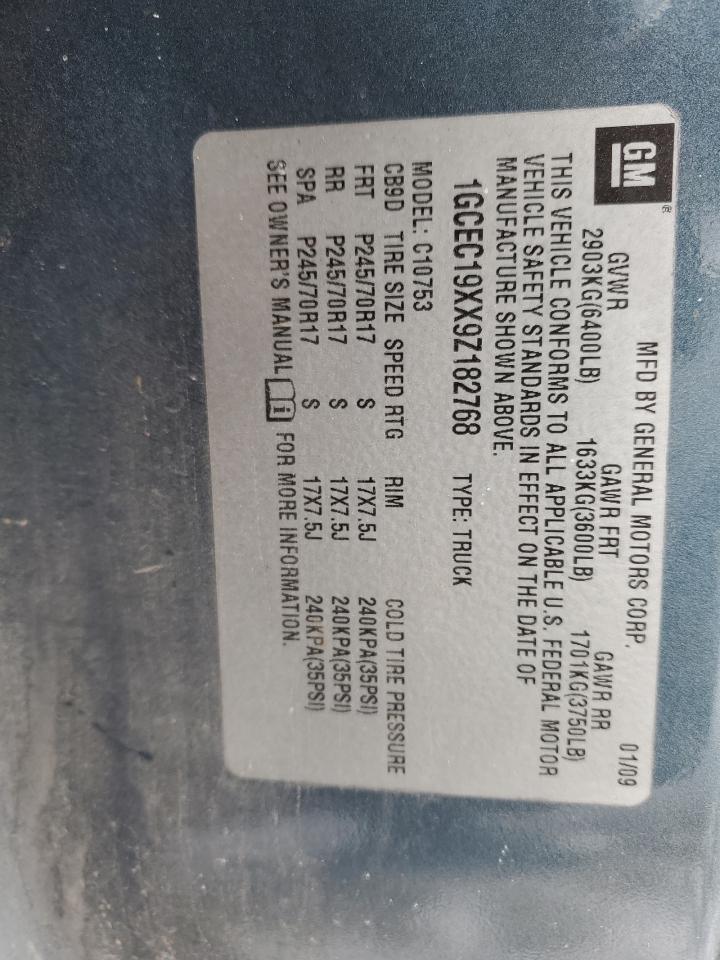 GM ®
MFD BY GENERAL MOTORS CORP. 01/09
GVWR GAWR FRT GAWR RR
2903KG(6400LB) 1633KG(3600LB) 1701KG(3750LB)
THIS VEHICLE CONFORMS TO ALL APPLICABLE U.S. FEDERAL MOTOR
VEHICLE SAFETY STANDARDS IN EFFECT ON THE DATE OF
MANUFACTURE SHOWN ABOVE.
1GCEC19XX9Z182768 TYPE: TRUCK
MODEL: C10753
CB9D TIRE SIZE SPEED RTG RIM COLD TIRE PRESSURE
FRT P245/70R17 S 17X7.5J 240KPA(35PSI)
RR P245/70R17 S 17X7.5J 240KPA(35PSI)
SPA P245/70R17 S 17X7.5J 240KPA(35PSI)
SEE OWNER'S MANUAL i FOR MORE INFORMATION.